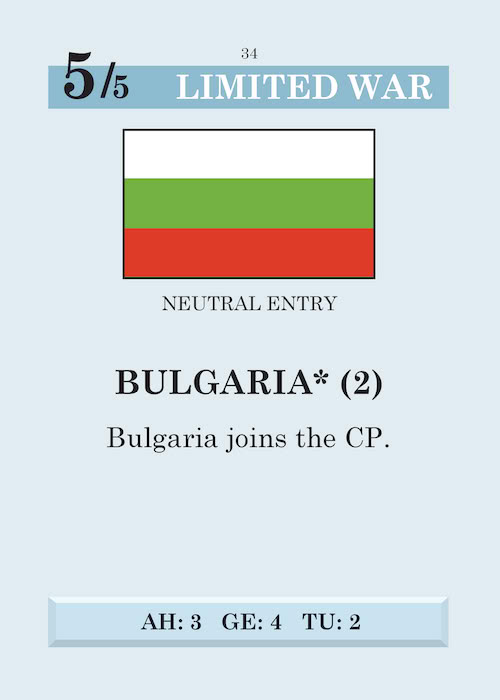 34
5/5 LIMITED WAR
NEUTRAL ENTRY
BULGARIA* (2)
Bulgaria joins the CP.
AH: 3 GE: 4 TU: 2